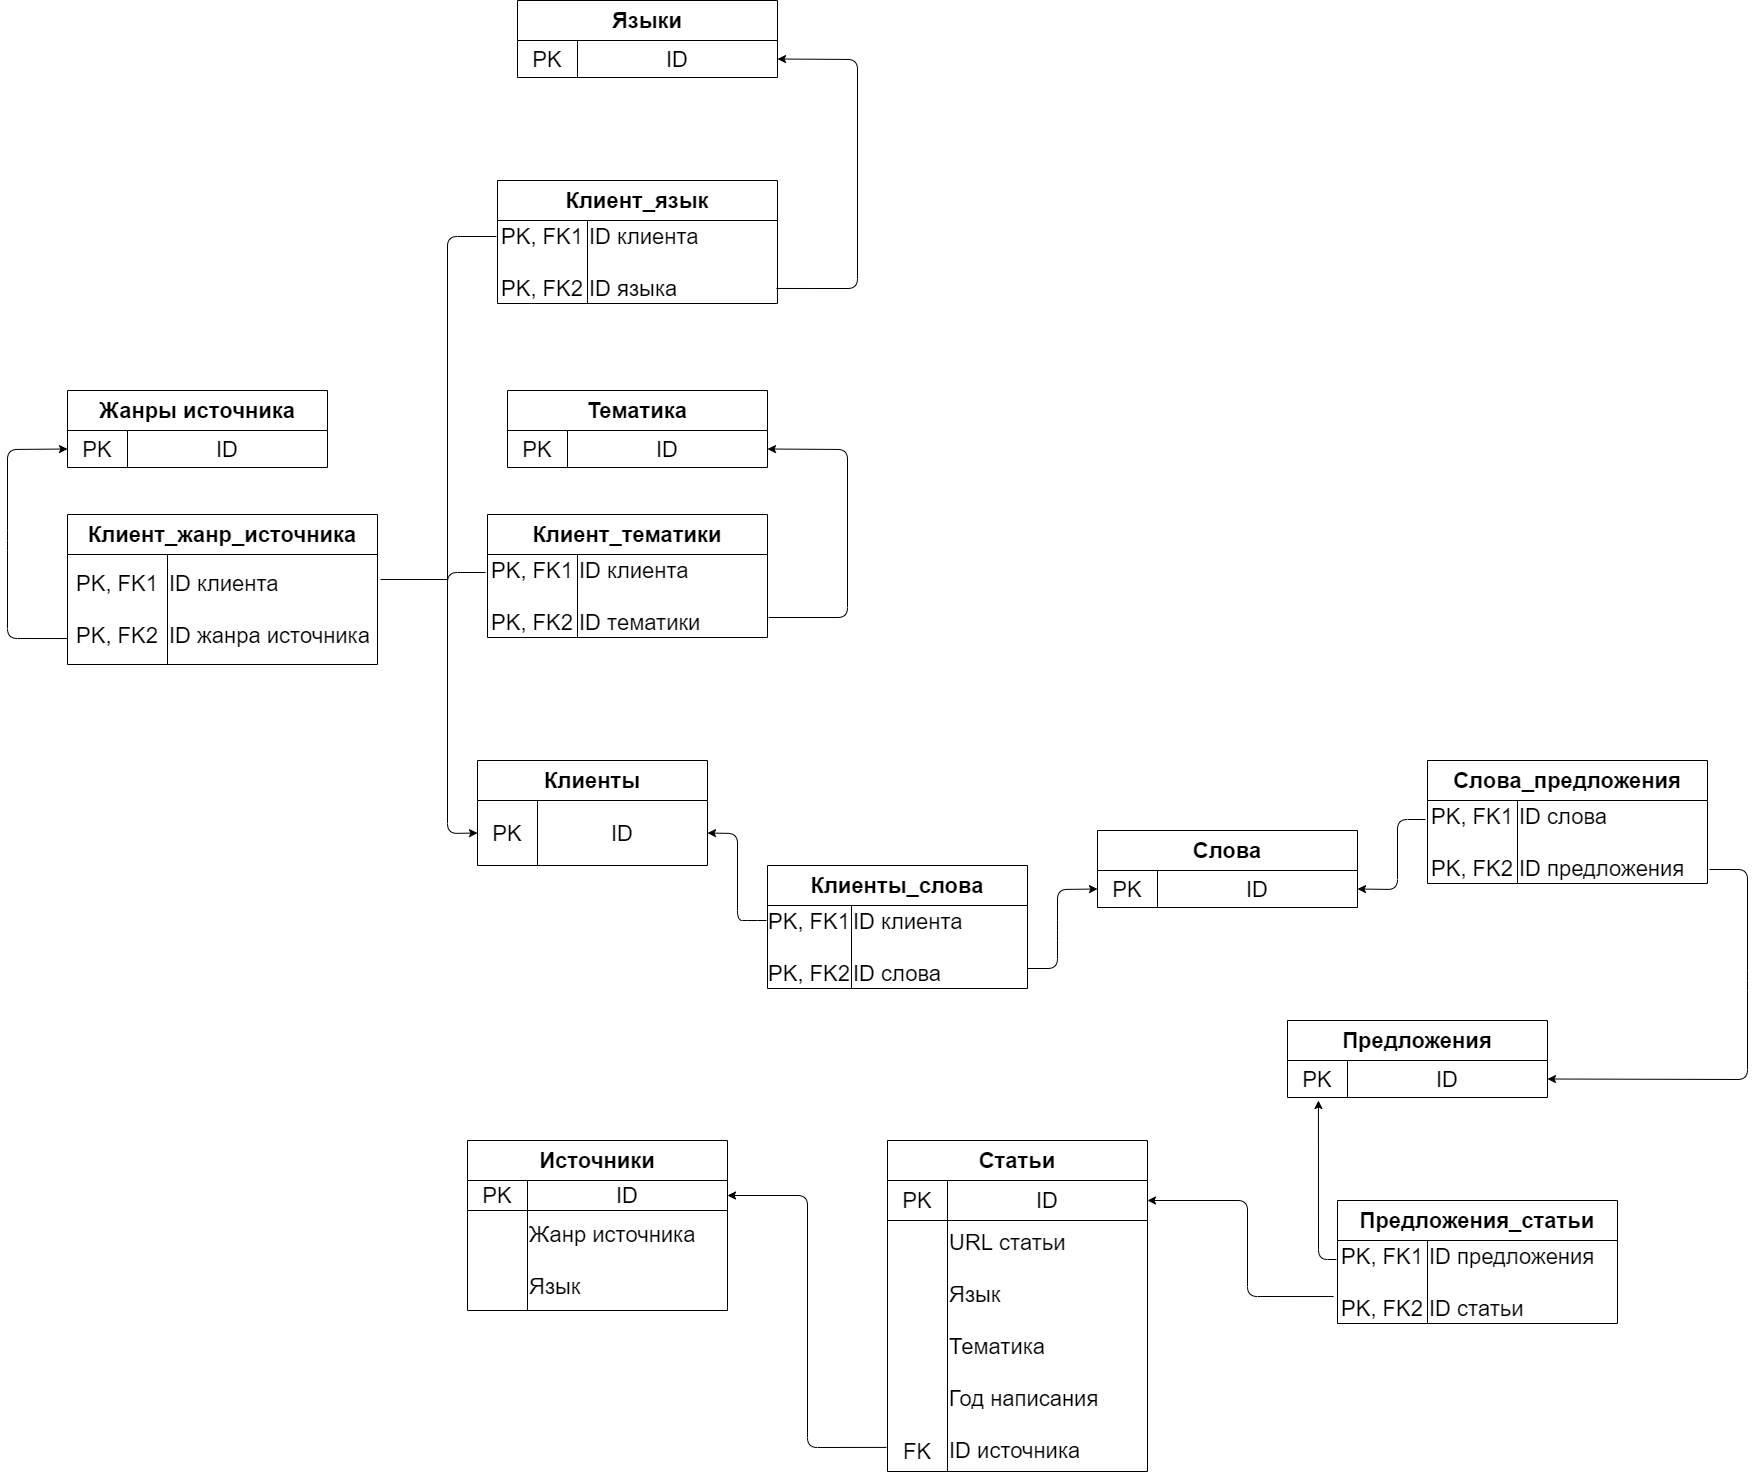 Языки
PK ID
Клиент_язык
PK, FK1 ID клиента
PK, FK2 ID языка
Жанры источника
PK ID
Тематика
PK ID
Клиент_жанр_источника
PK, FK1 ID клиента
PK, FK2 ID жанра источника
Клиент_тематики
PK, FK1 ID клиента
PK, FK2 ID тематики
Клиенты
PK ID
Клиенты_слова
PK, FK1 ID клиента
PK, FK2 ID слова
Слова
PK ID
Слова_предложения
PK, FK1 ID слова
PK, FK2 ID предложения
Предложения
PK ID
Источники
PK ID
Жанр источника
Язык
Статьи
PK ID
URL статьи
Язык
Тематика
Год написания
FK ID источника
Предложения_статьи
PK, FK1 ID предложения
PK, FK2 ID статьи